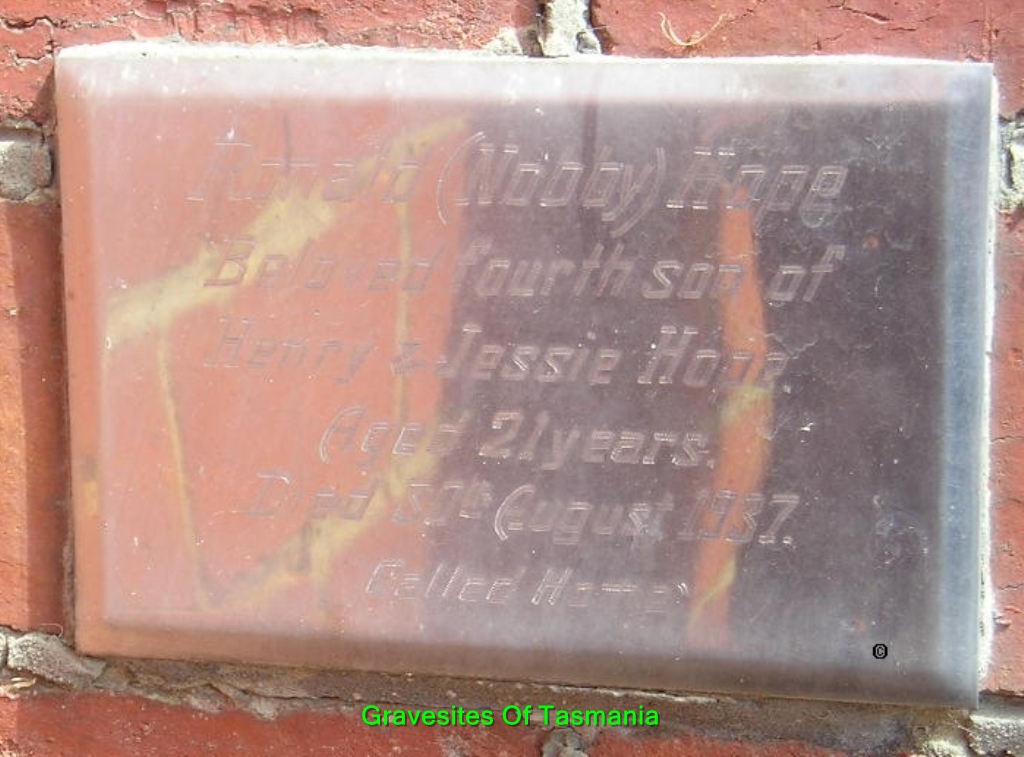 Ronald (Nobby) Hope
Beloved fourth son of
Henry & Jessie Hope
Aged 21 years.
Died 30th August 1937.
"Called Home"
©
Gravesites Of Tasmania